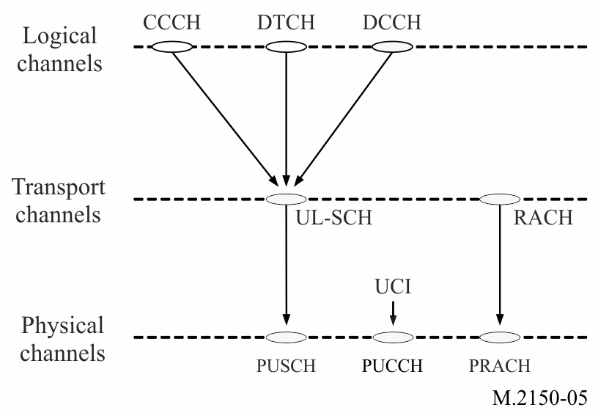 CCCH DTCH DCCH
Logical
channels
Transport
channels
UL-SCH RACH
UCI
Physical
channels
PUSCH PUCCH PRACH
M.2150-05